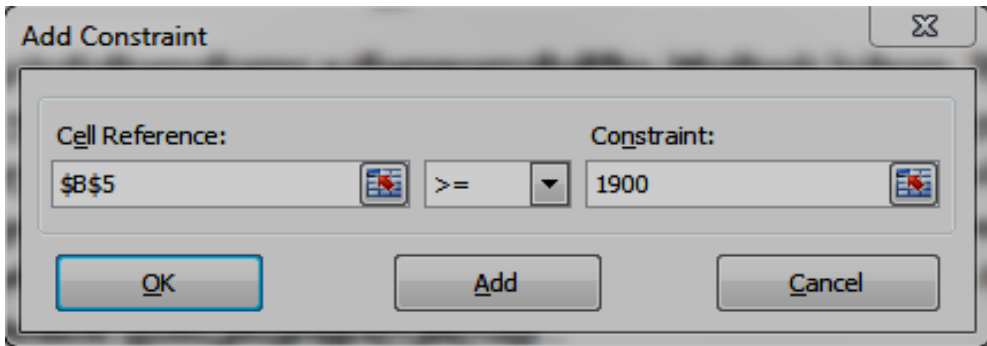 Add Constraint
Cell Reference: Constraint:
$B$5 >= 1900
OK Add Cancel